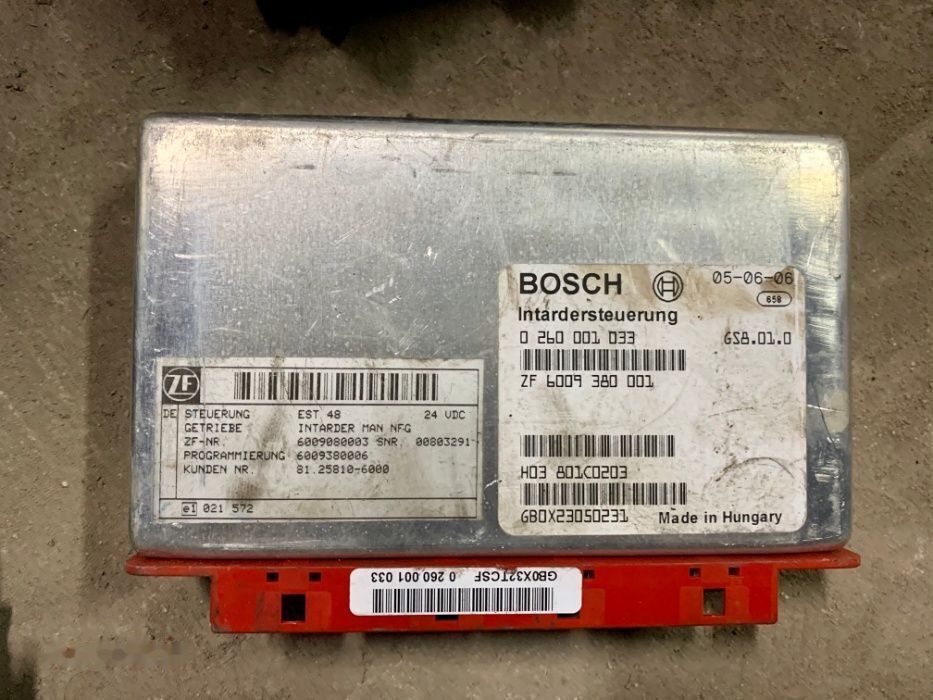 BOSCH 05-06-06
658
Intardersteuerung
0 260 001 033 GS8.01.0
ZF 6009 380 001
H03 801C0203
GB0X23050231 Made in Hungary
ZF
DE STEUERUNG EST 48 24 VDC
GETRIEBE INTARDER MAN NFG
ZF-NR. 6009080003 SNR. 00803291
PROGRAMMIERUNG 6009380006
KUNDEN NR. 81.25810-6000
e1 021 572
GB0X32TCSF 0 260 001 033